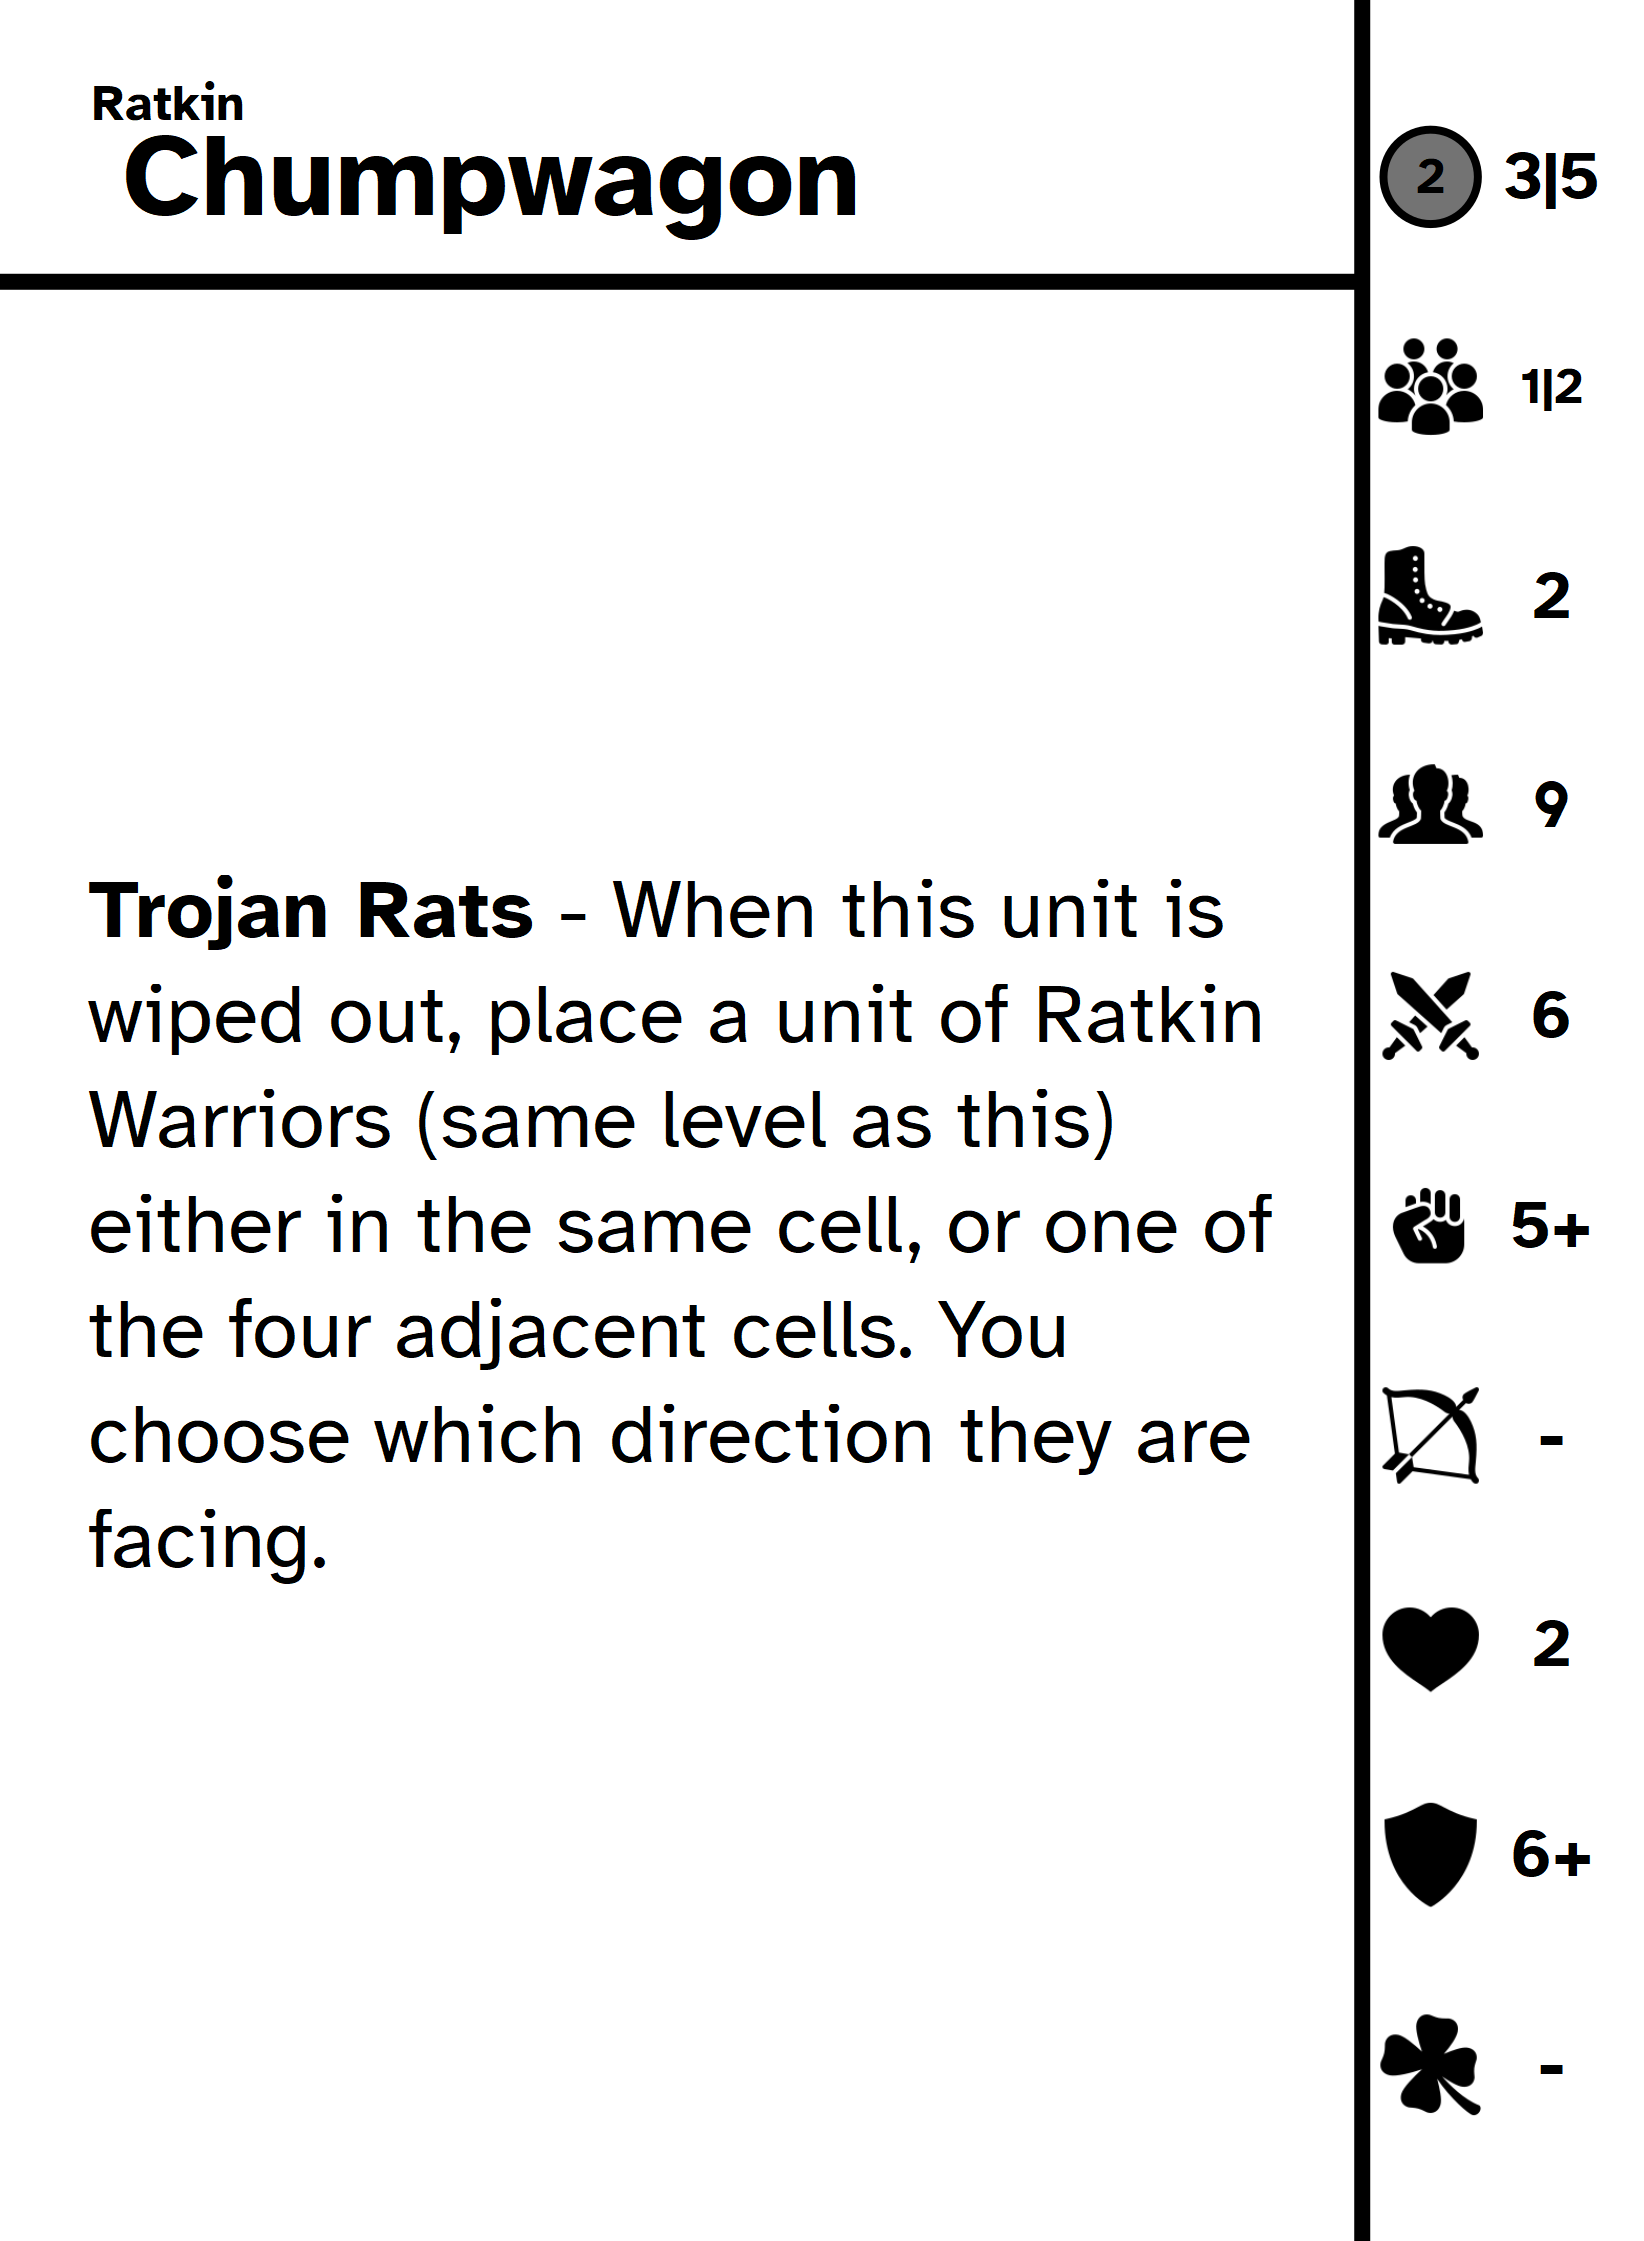 Ratkin
Chumpwagon
2 3|5
1|2
2
9
Trojan Rats - When this unit is
wiped out, place a unit of Ratkin
Warriors (same level as this)
either in the same cell, or one of
the four adjacent cells. You
choose which direction they are
facing.
6
5+
-
2
6+
-